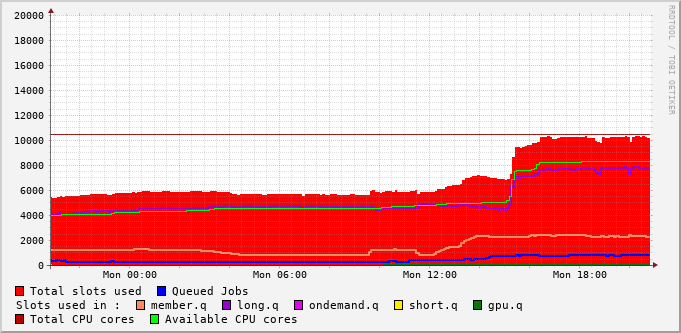 20000
18000
16000
14000
12000
10000
8000
6000
4000
2000
0
Mon 00:00 Mon 06:00 Mon 12:00 Mon 18:00
RRDTOOL / TOBI OETIKER
Total slots used Queued Jobs
Slots used in : member.q long.q ondemand.q short.q gpu.q
Total CPU cores Available CPU cores